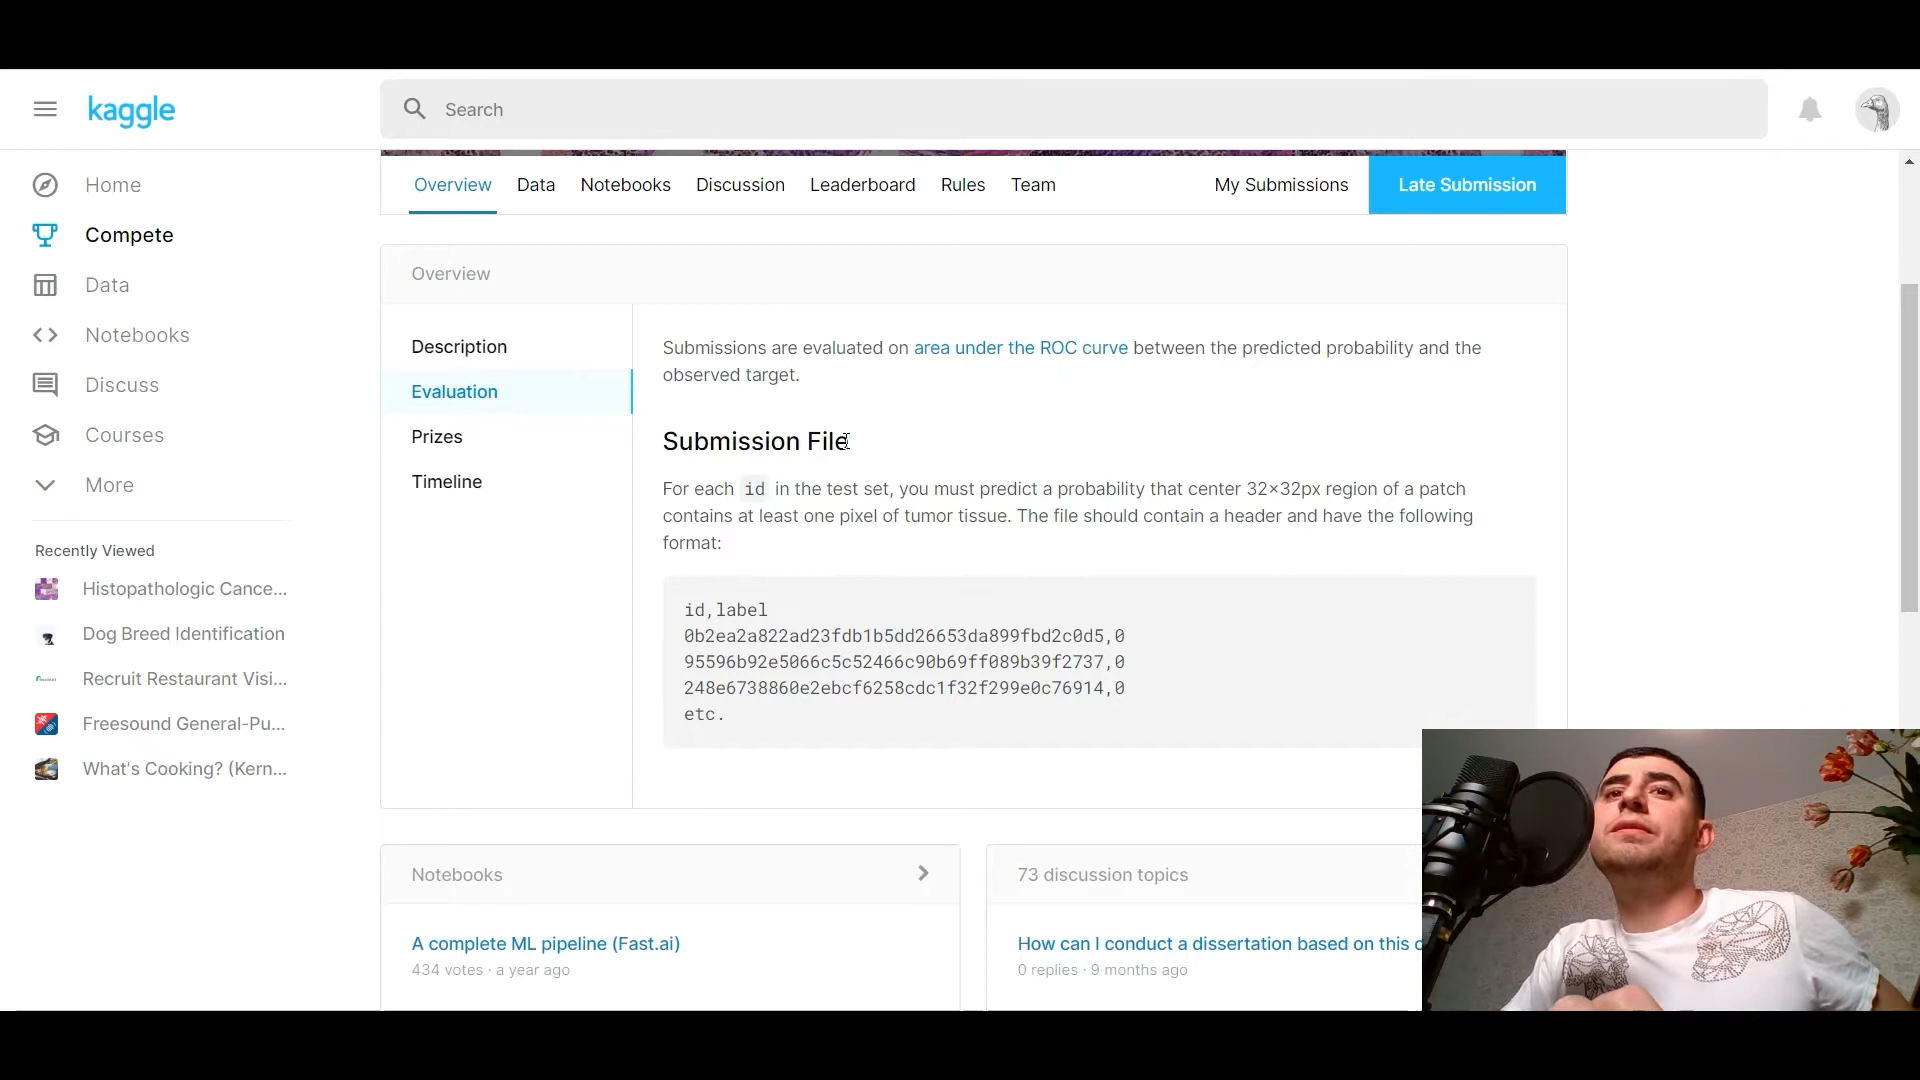 kaggle
Search
Home
Compete
Data
Notebooks
Discuss
Courses
More
Recently Viewed
Histopathologic Cance...
Dog Breed Identification
Recruit Restaurant Visi...
Freesound General-Pu...
What's Cooking? (Kern...
Overview Data Notebooks Discussion Leaderboard Rules Team My Submissions Late Submission
Overview
Description
Evaluation
Prizes
Timeline
Submissions are evaluated on area under the ROC curve between the predicted probability and the
observed target.
Submission File
For each id in the test set, you must predict a probability that center 32×32px region of a patch
contains at least one pixel of tumor tissue. The file should contain a header and have the following
format:
id,label
0b2ea2a822ad23fdb1b5dd26653da899fbd2c0d5,0
95596b92e5066c5c52466c90b69ff089b39f2737,0
248e6738860e2ebcf6258cdc1f32f299e0c76914,0
etc.
Notebooks
A complete ML pipeline (Fast.ai)
434 votes · a year ago
73 discussion topics
How can I conduct a dissertation based on this
0 replies · 9 months ago